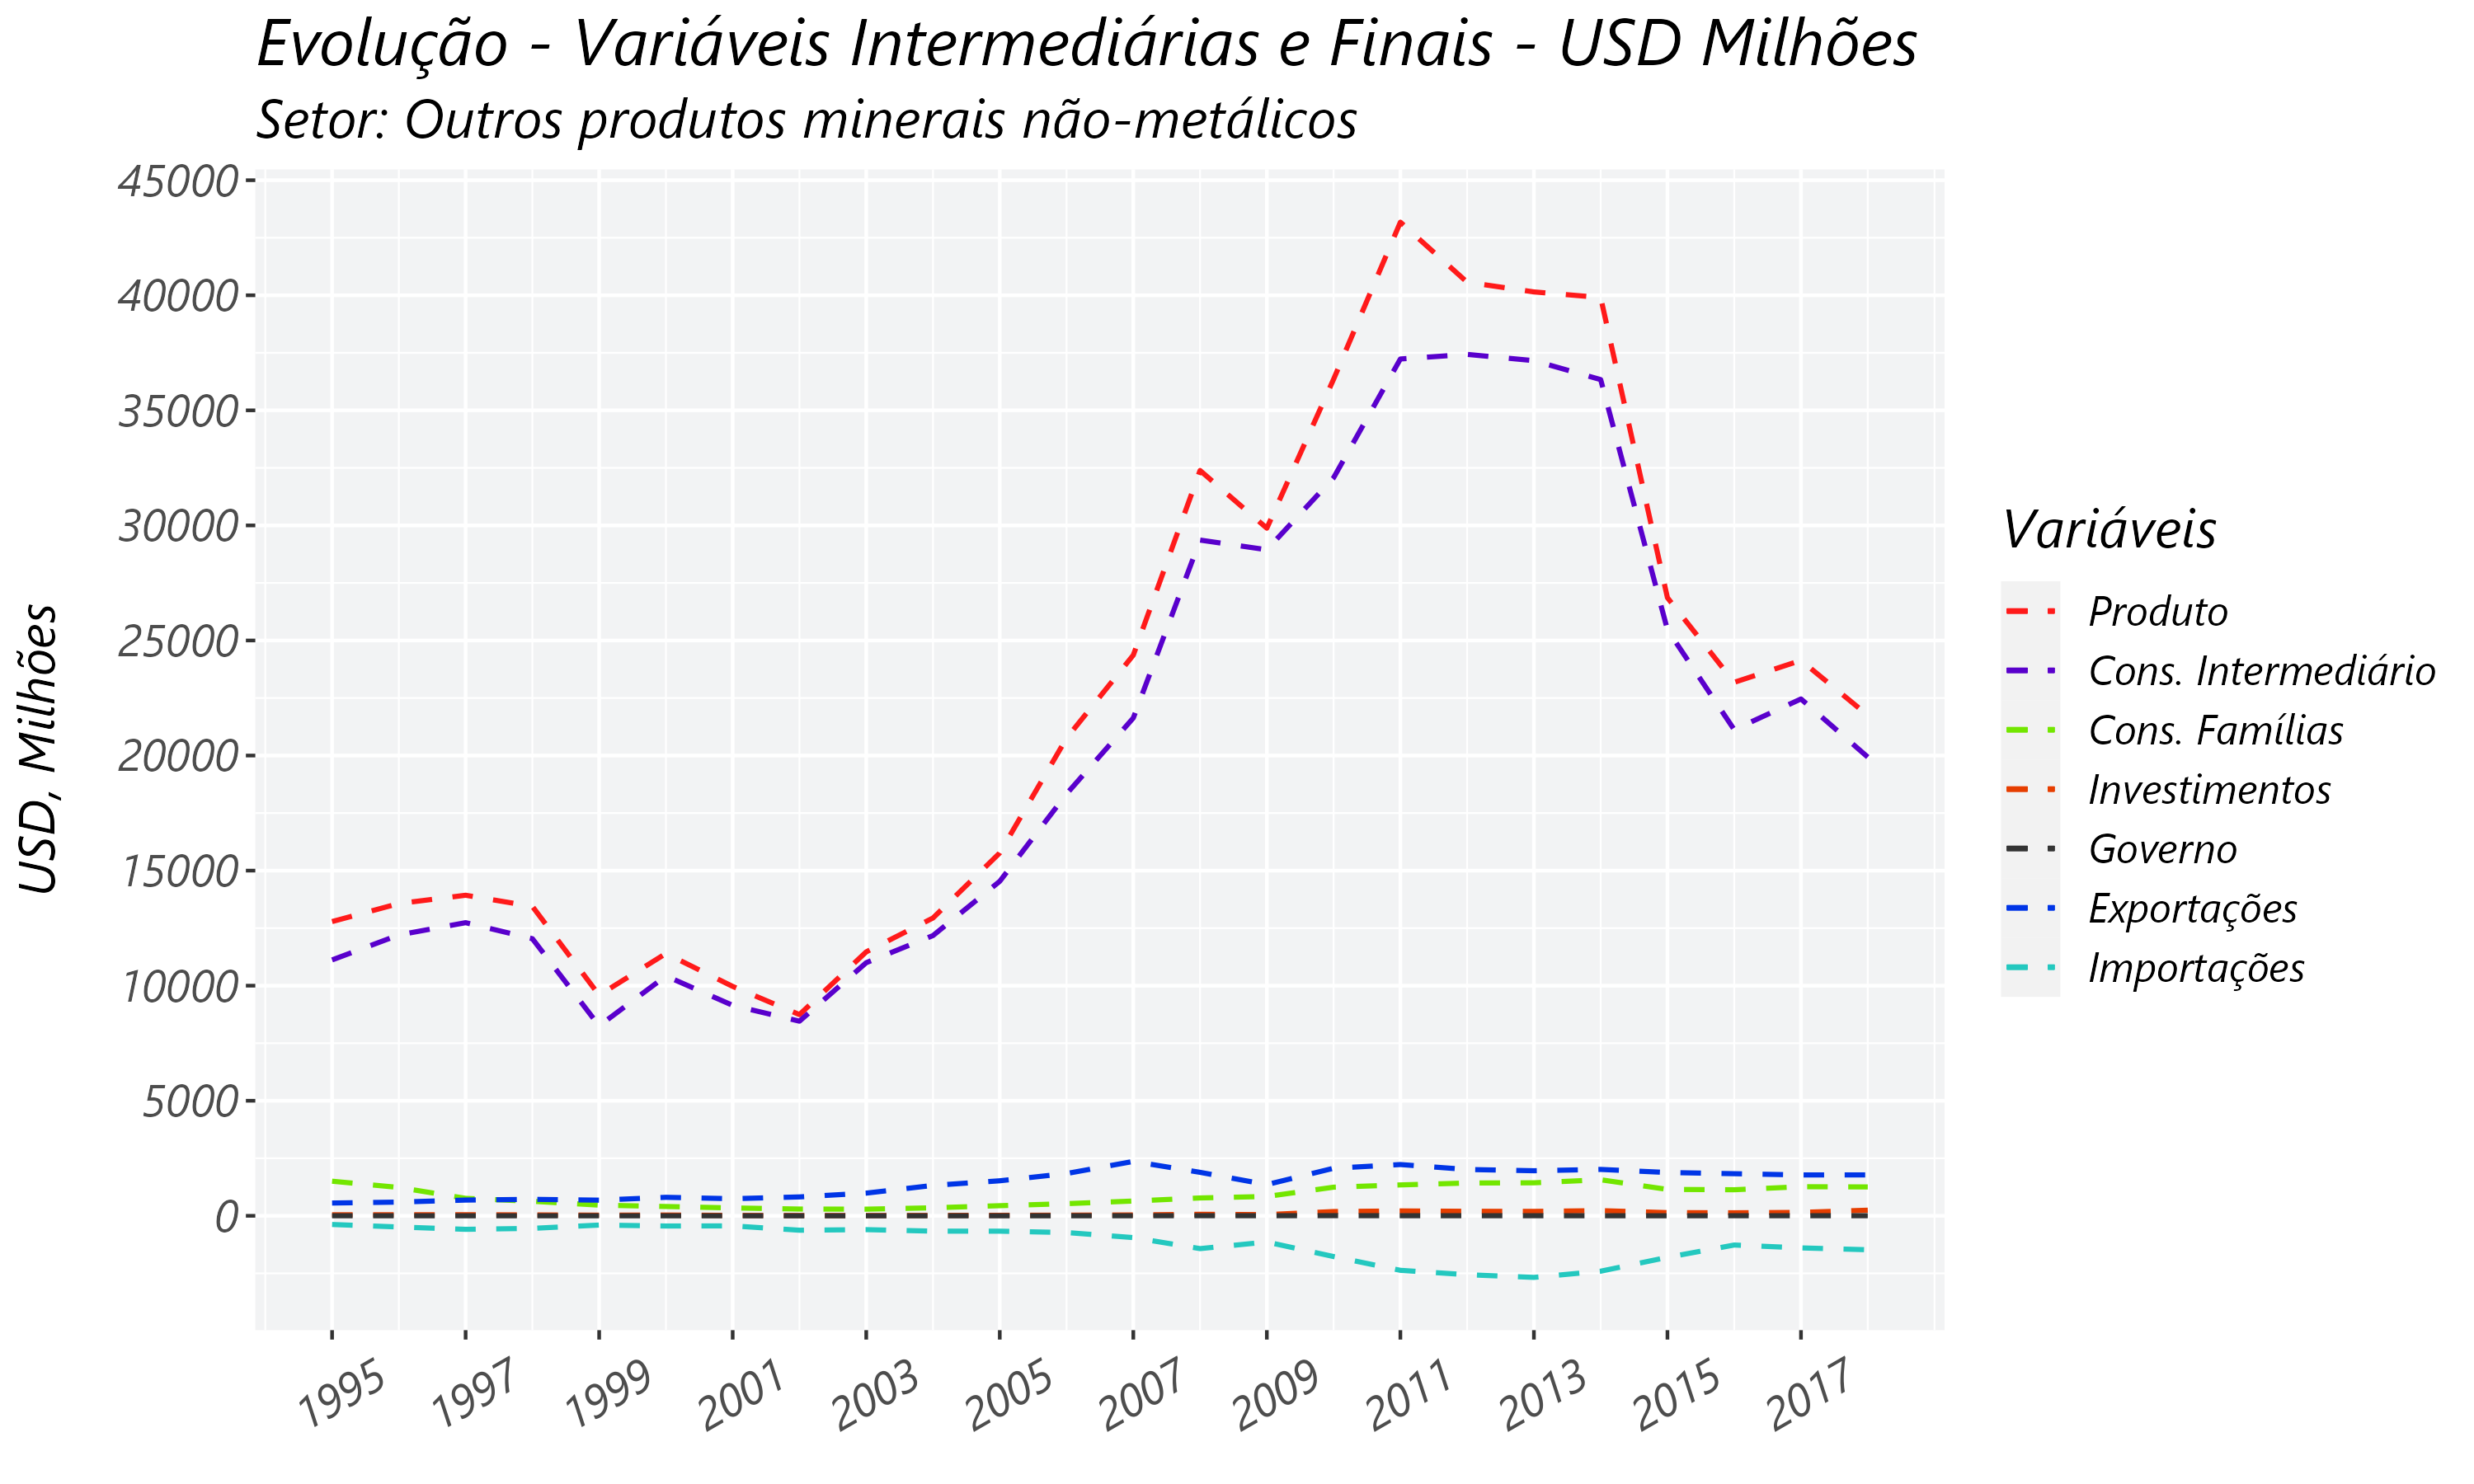 Evolução - Variáveis Intermediárias e Finais - USD Milhões
Setor: Outros produtos minerais não-metálicos
USD, Milhões
45000
40000
35000
30000
25000
20000
15000
10000
5000
0
1995
1997
1999
2001
2003
2005
2007
2009
2011
2013
2015
2017
Variáveis
Produto
Cons. Intermediário
Cons. Famílias
Investimentos
Governo
Exportações
Importações